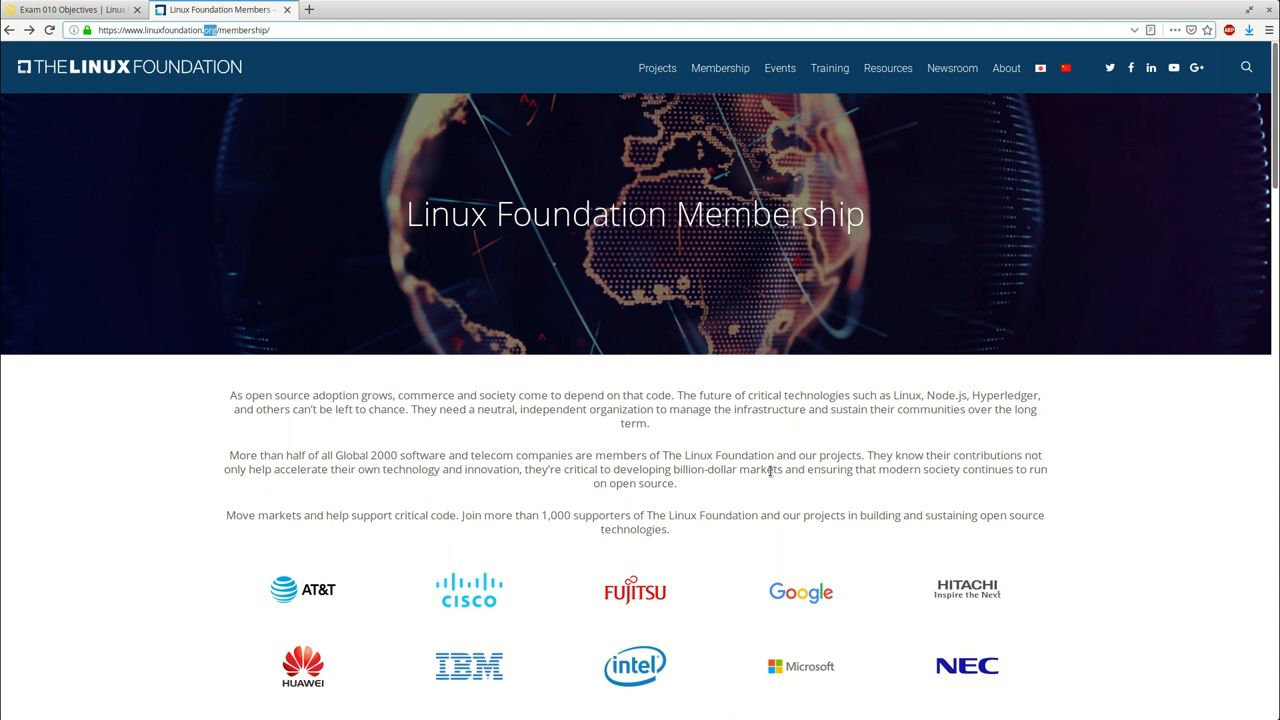 Exam 010 Objectives | Linux
Linux Foundation Members -
https://www.linuxfoundation.org/membership/
ABP
THE LINUX FOUNDATION
Projects Membership Events Training Resources Newsroom About
G+
Linux Foundation Membership
As open source adoption grows, commerce and society come to depend on that code. The future of critical technologies such as Linux, Node.js, Hyperledger,
and others can't be left to chance. They need a neutral, independent organization to manage the infrastructure and sustain their communities over the long
term.
More than half of all Global 2000 software and telecom companies are members of The Linux Foundation and our projects. They know their contributions not
only help accelerate their own technology and innovation, they're critical to developing billion-dollar markets and ensuring that modern society continues to run
on open source.
Move markets and help support critical code. Join more than 1,000 supporters of The Linux Foundation and our projects in building and sustaining open source
technologies.
AT&T
CISCO
FUJITSU
Google
HITACHI
Inspire the Next
HUAWEI
IBM
intel
Microsoft
NEC